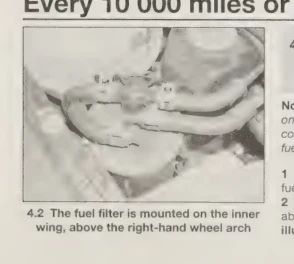 Every 10 000 miles or
4
No
on
co
fue
1
fue
2
ab
illu
4.2 The fuel filter is mounted on the inner
wing, above the right-hand wheel arch